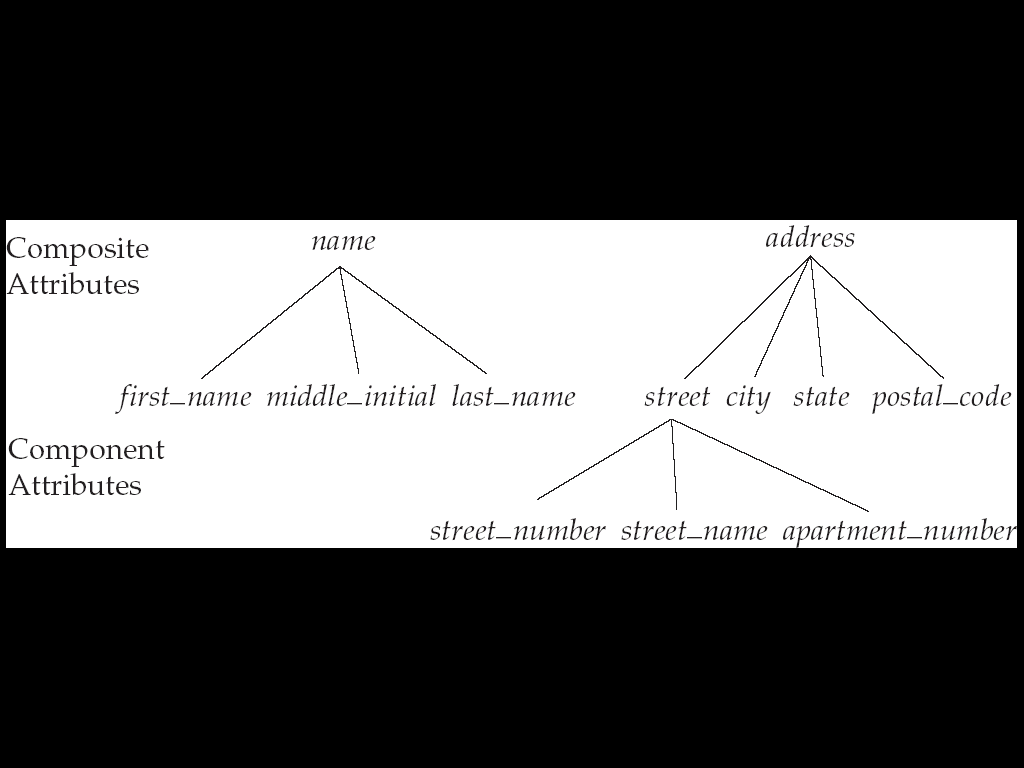 Composite
Attributes
name
address
first_name middle_initial last_name
street city state postal_code
Component
Attributes
street_number street_name apartment_number